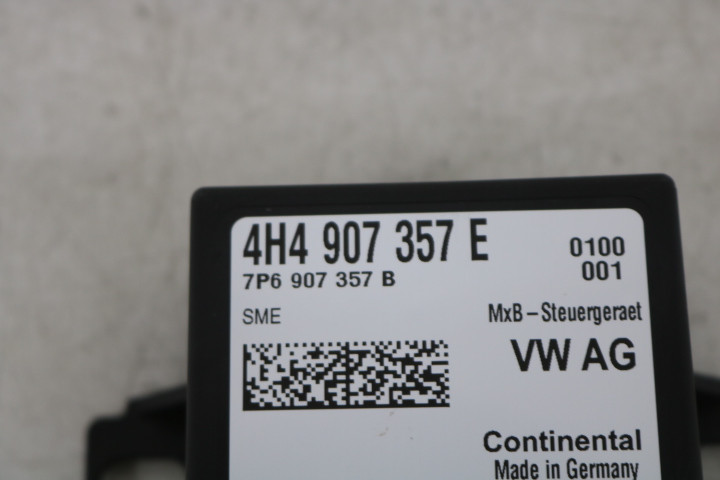 4H4 907 357 E
0100
7P6 907 357 B
001
SME
MxB-Steuergeraet
VW AG
Continental
Made in Germany